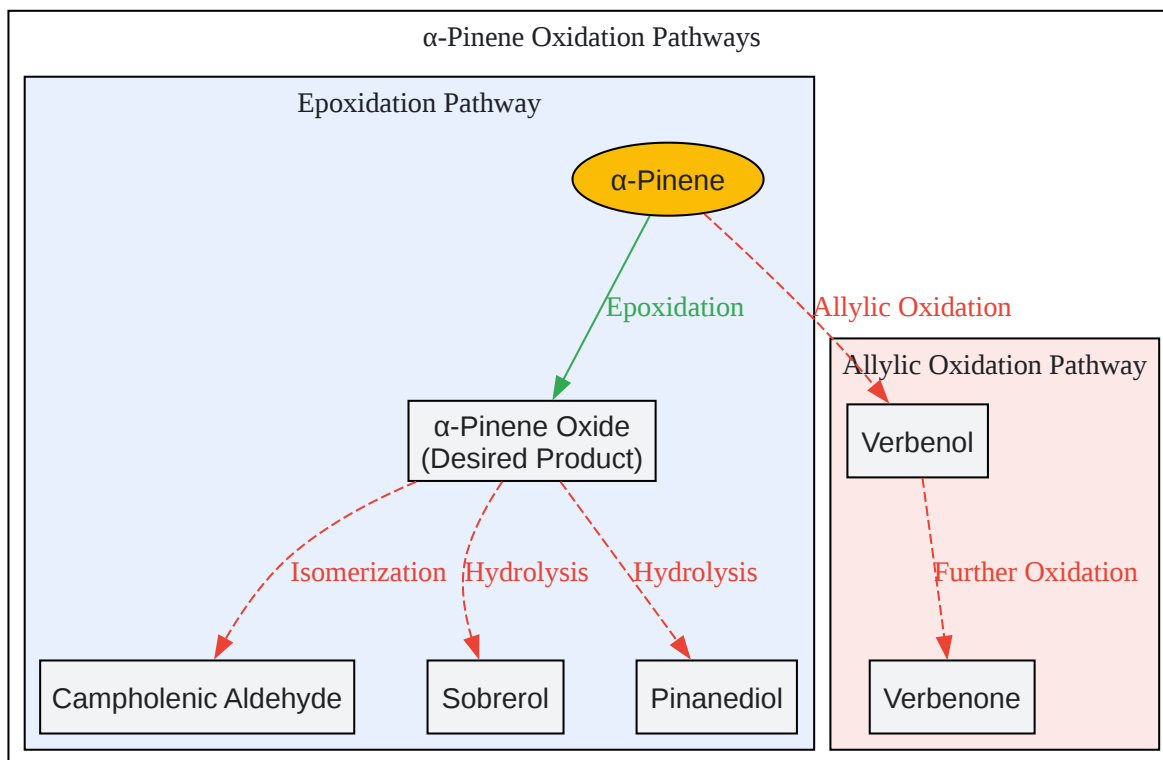 α-Pinene Oxidation Pathways
Epoxidation Pathway
α-Pinene
Epoxidation
Allylic Oxidation
Allylic Oxidation Pathway
α-Pinene Oxide
(Desired Product)
Verbenol
Isomerization
Hydrolysis
Hydrolysis
Further Oxidation
Campholenic Aldehyde
Sobrerol
Pinanediol
Verbenone